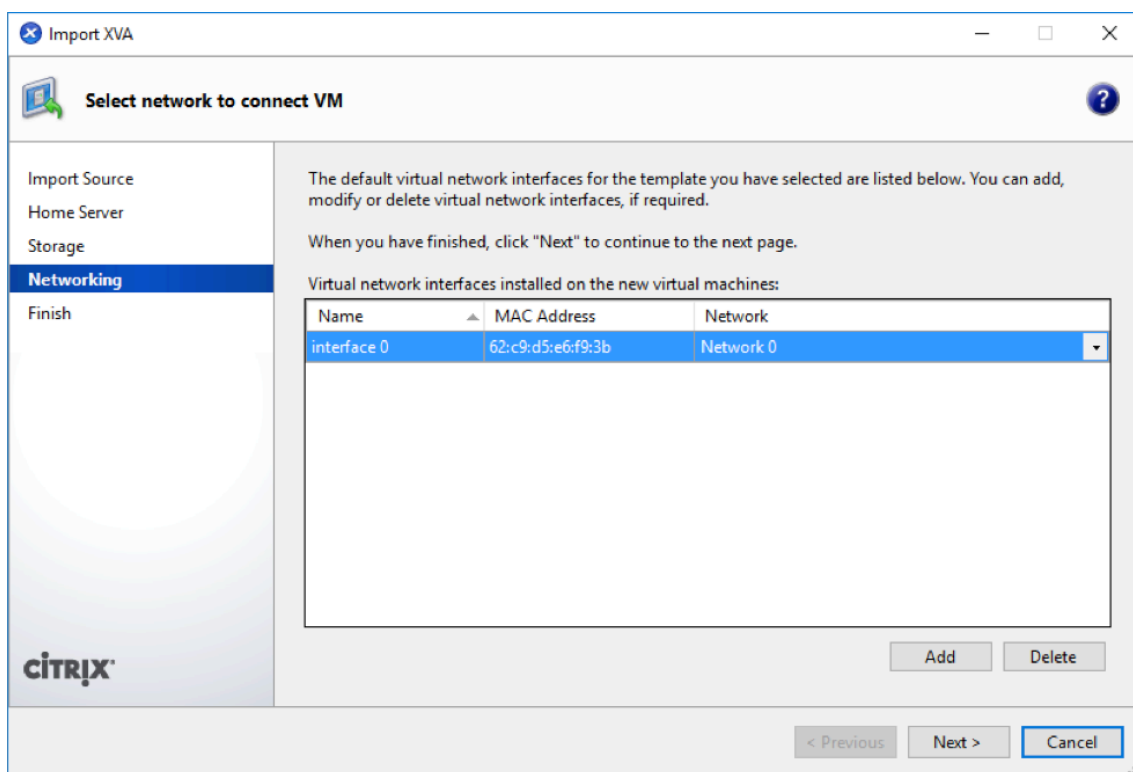 Import XVA
Select network to connect VM
?
Import Source
Home Server
Storage
Networking
Finish
The default virtual network interfaces for the template you have selected are listed below. You can add,
modify or delete virtual network interfaces, if required.
When you have finished, click "Next" to continue to the next page.
Virtual network interfaces installed on the new virtual machines:
Name MAC Address Network
interface 0 62:c9:d5:e6:f9:3b Network 0
Add Delete
CITRIX
< Previous Next > Cancel